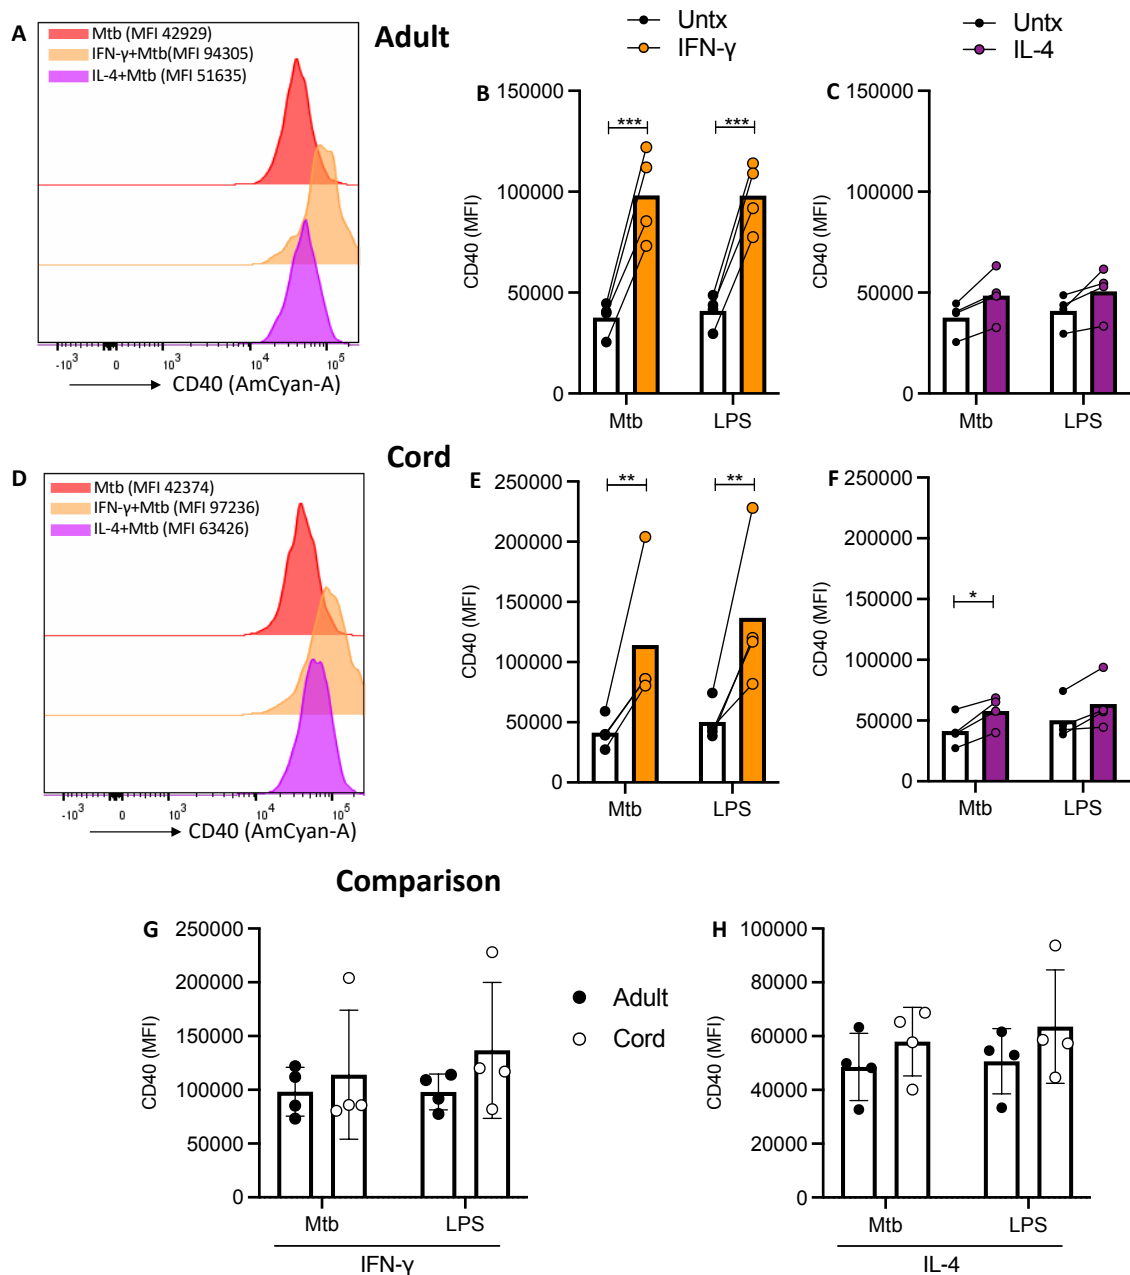 A
Mtb (MFI 42929)
IFN-γ+Mtb(MFI 94305)
IL-4+Mtb (MFI 51635)
-10³ 0 10³ 10⁴ 10⁵
CD40 (AmCyan-A)
Adult
Untx
IFN-γ
B
150000
100000
50000
0
CD40 (MFI)
***
***
Mtb LPS
Untx
IL-4
C
150000
100000
50000
0
CD40 (MFI)
Mtb LPS
Cord
D
Mtb (MFI 42374)
IFN-γ+Mtb (MFI 97236)
IL-4+Mtb (MFI 63426)
-10³ 0 10³ 10⁴ 10⁵
CD40 (AmCyan-A)
E
250000
200000
150000
100000
50000
0
CD40 (MFI)
**
**
Mtb LPS
F
250000
200000
150000
100000
50000
0
CD40 (MFI)
*
Mtb LPS
Comparison
G
250000
200000
150000
100000
50000
0
CD40 (MFI)
Mtb LPS
IFN-γ
Adult
Cord
H
100000
80000
60000
40000
20000
0
CD40 (MFI)
Mtb LPS
IL-4